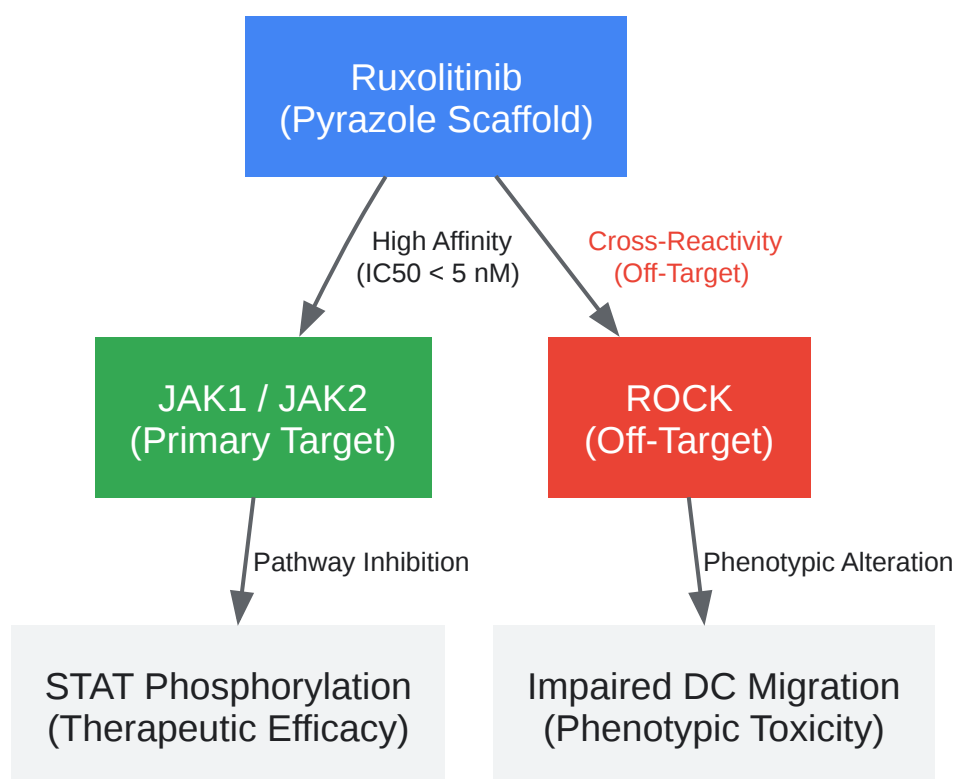 Ruxolitinib
(Pyrazole Scaffold)
High Affinity
(IC50 < 5 nM)
Cross-Reactivity
(Off-Target)
JAK1 / JAK2
(Primary Target)
ROCK
(Off-Target)
Pathway Inhibition
Phenotypic Alteration
STAT Phosphorylation
(Therapeutic Efficacy)
Impaired DC Migration
(Phenotypic Toxicity)